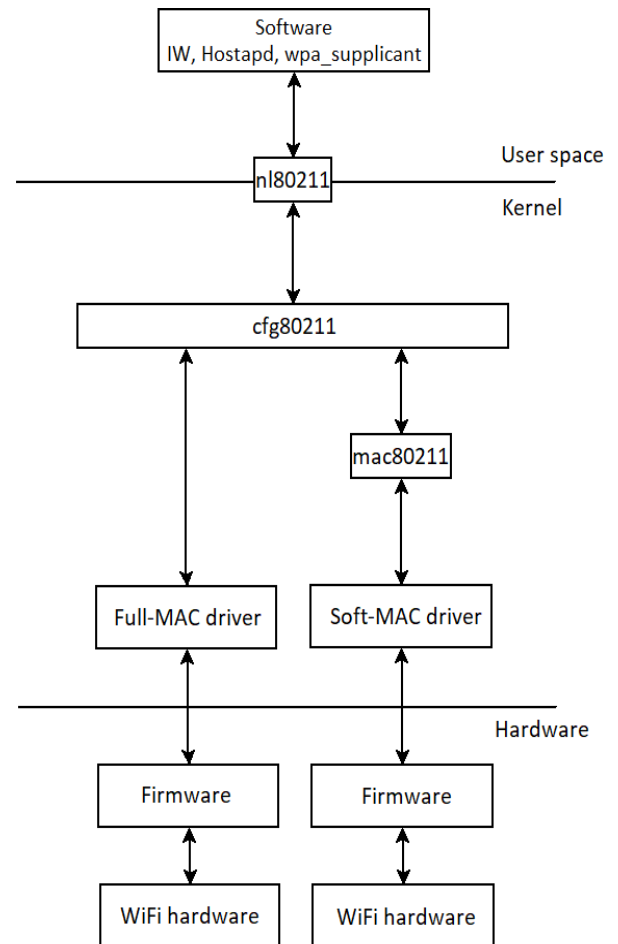 Software
IW, Hostapd, wpa_supplicant
User space
nl80211
Kernel
cfg80211
mac80211
Full-MAC driver
Soft-MAC driver
Hardware
Firmware
Firmware
WiFi hardware
WiFi hardware